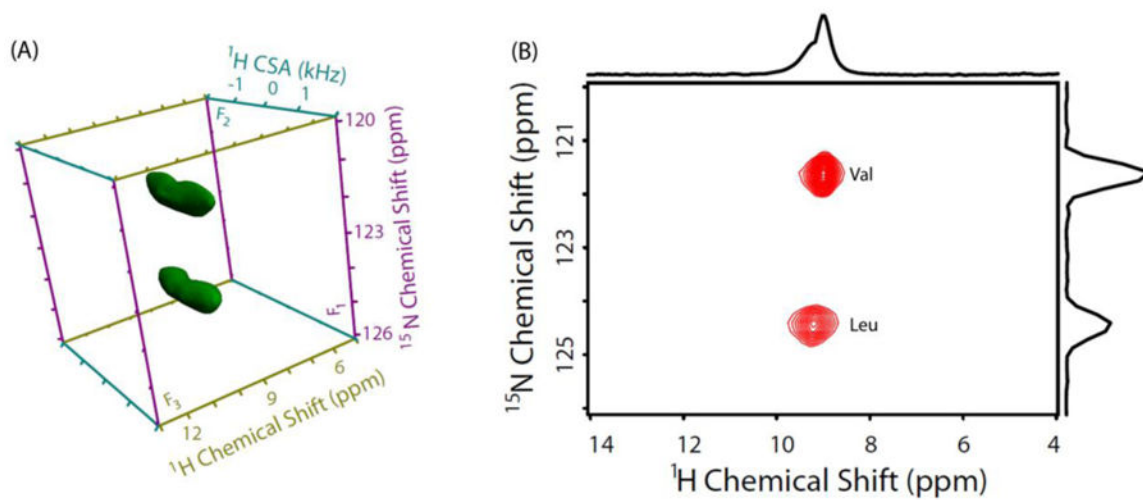 (A)
¹H CSA (kHz)
-1 0 1
F₂
120
123
126
¹⁵N Chemical Shift (ppm)
F₁
F₃
12 9 6
¹H Chemical Shift (ppm)
(B)
121
123
125
¹⁵N Chemical Shift (ppm)
Val
Leu
14 12 10 8 6 4
¹H Chemical Shift (ppm)